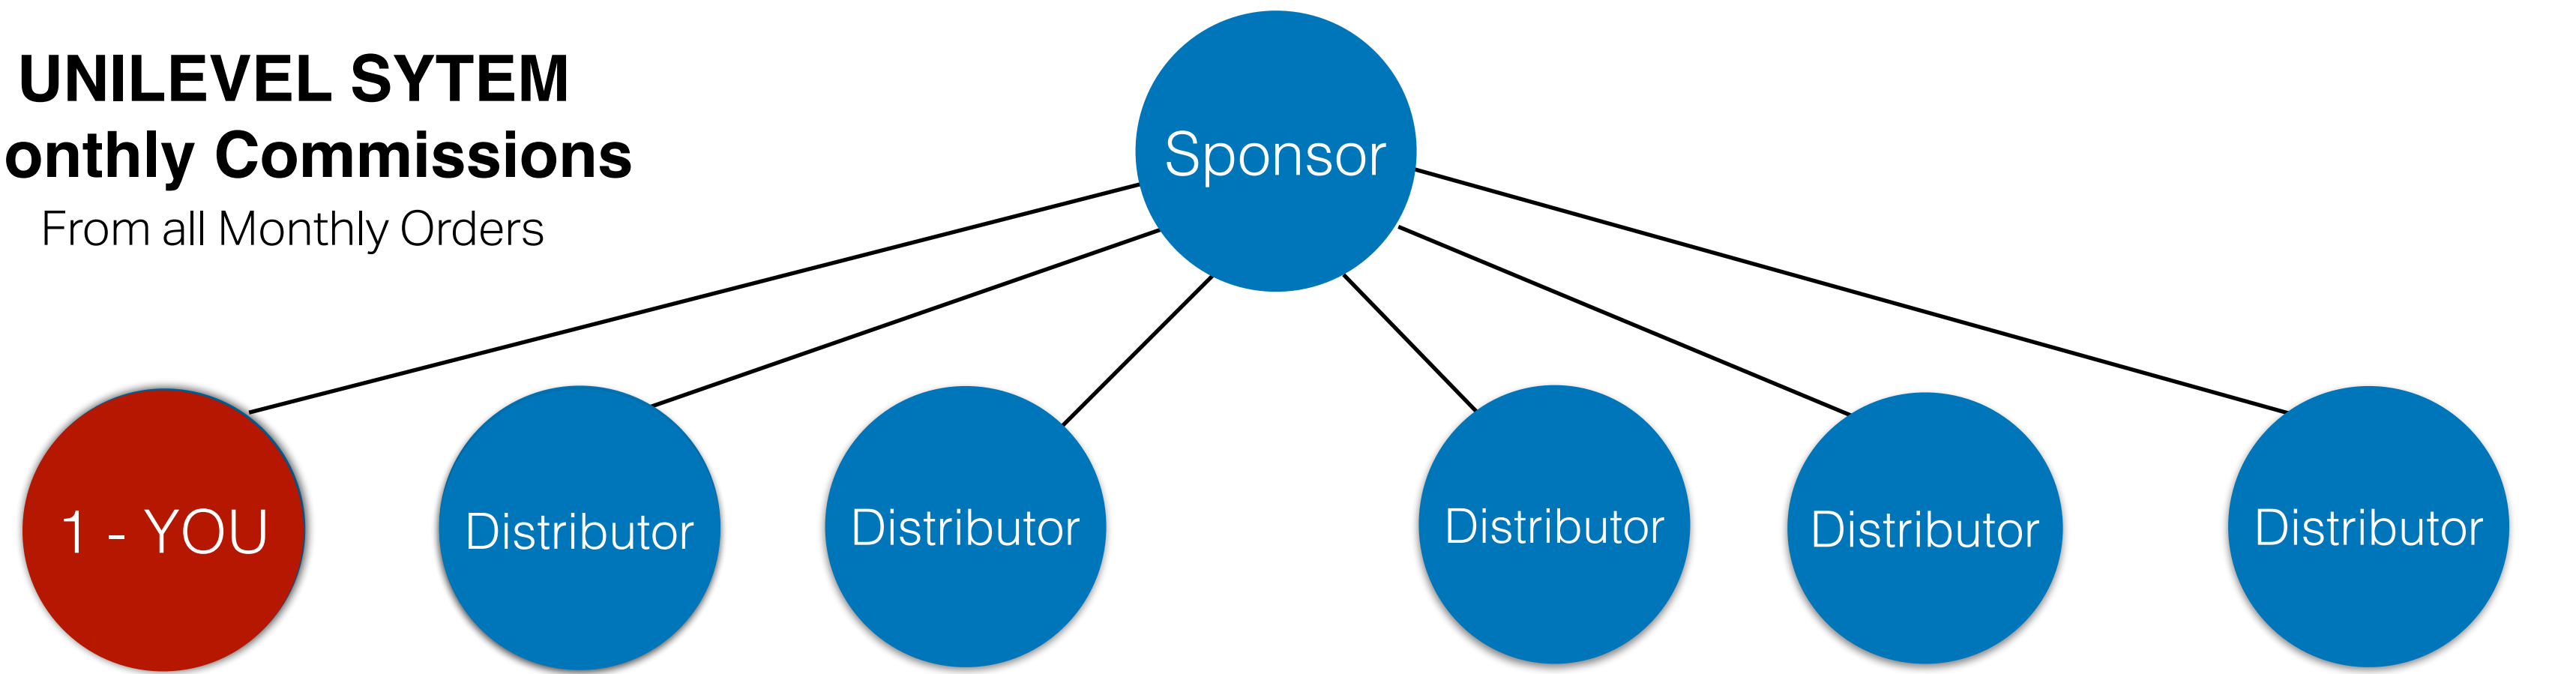 UNILEVEL SYTEM
onthly Commissions
From all Monthly Orders
Sponsor
1 - YOU
Distributor
Distributor
Distributor
Distributor
Distributor